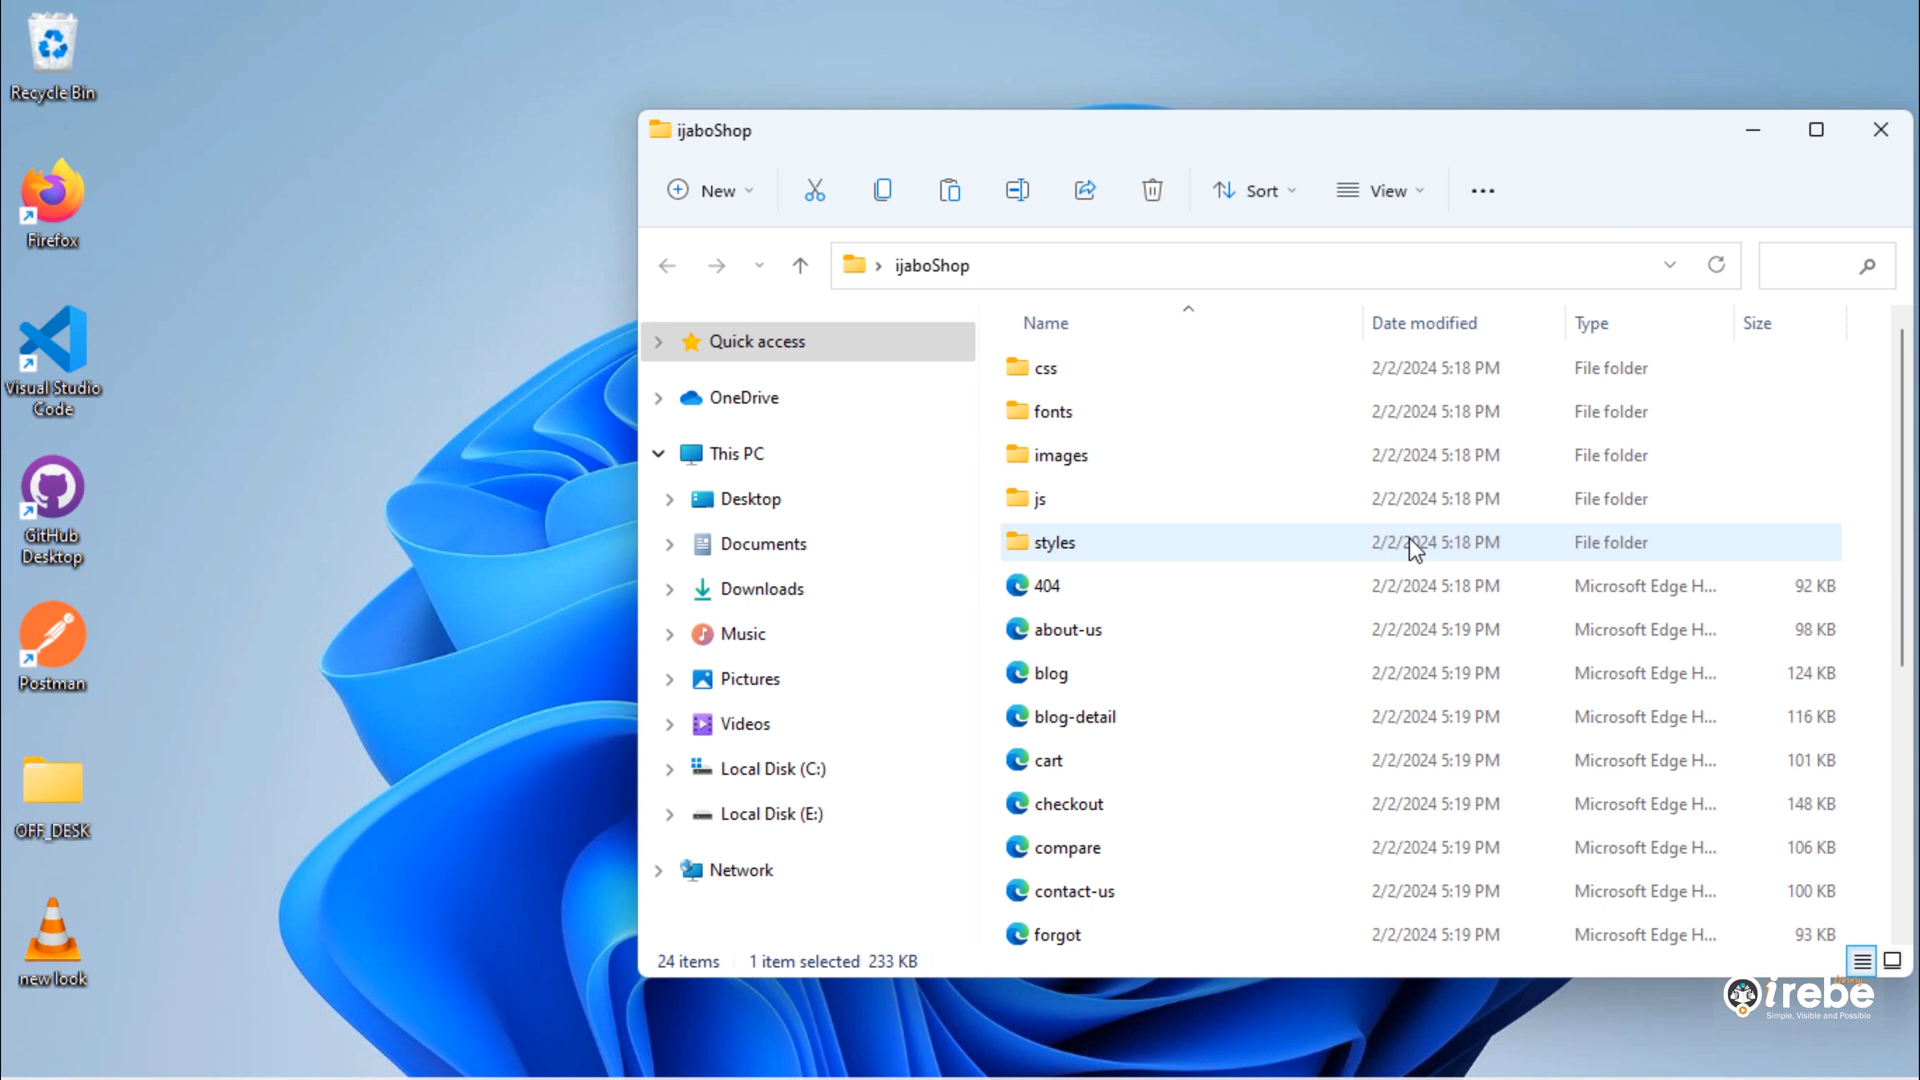 Recycle Bin
Firefox
Visual Studio
Code
GitHub
Desktop
Postman
OFF_DESK
new look
ijaboShop
New
Sort
View
ijaboShop
Quick access
OneDrive
This PC
Desktop
Documents
Downloads
Music
Pictures
Videos
Local Disk (C:)
Local Disk (E:)
Network
Name Date modified Type Size
css 2/2/2024 5:18 PM File folder
fonts 2/2/2024 5:18 PM File folder
images 2/2/2024 5:18 PM File folder
js 2/2/2024 5:18 PM File folder
styles 2/2/2024 5:18 PM File folder
404 2/2/2024 5:18 PM Microsoft Edge H... 92 KB
about-us 2/2/2024 5:19 PM Microsoft Edge H... 98 KB
blog 2/2/2024 5:19 PM Microsoft Edge H... 124 KB
blog-detail 2/2/2024 5:19 PM Microsoft Edge H... 116 KB
cart 2/2/2024 5:19 PM Microsoft Edge H... 101 KB
checkout 2/2/2024 5:19 PM Microsoft Edge H... 148 KB
compare 2/2/2024 5:19 PM Microsoft Edge H... 106 KB
contact-us 2/2/2024 5:19 PM Microsoft Edge H... 100 KB
forgot 2/2/2024 5:19 PM Microsoft Edge H... 93 KB
24 items 1 item selected 233 KB
irebe
Simple, Visible and Possible